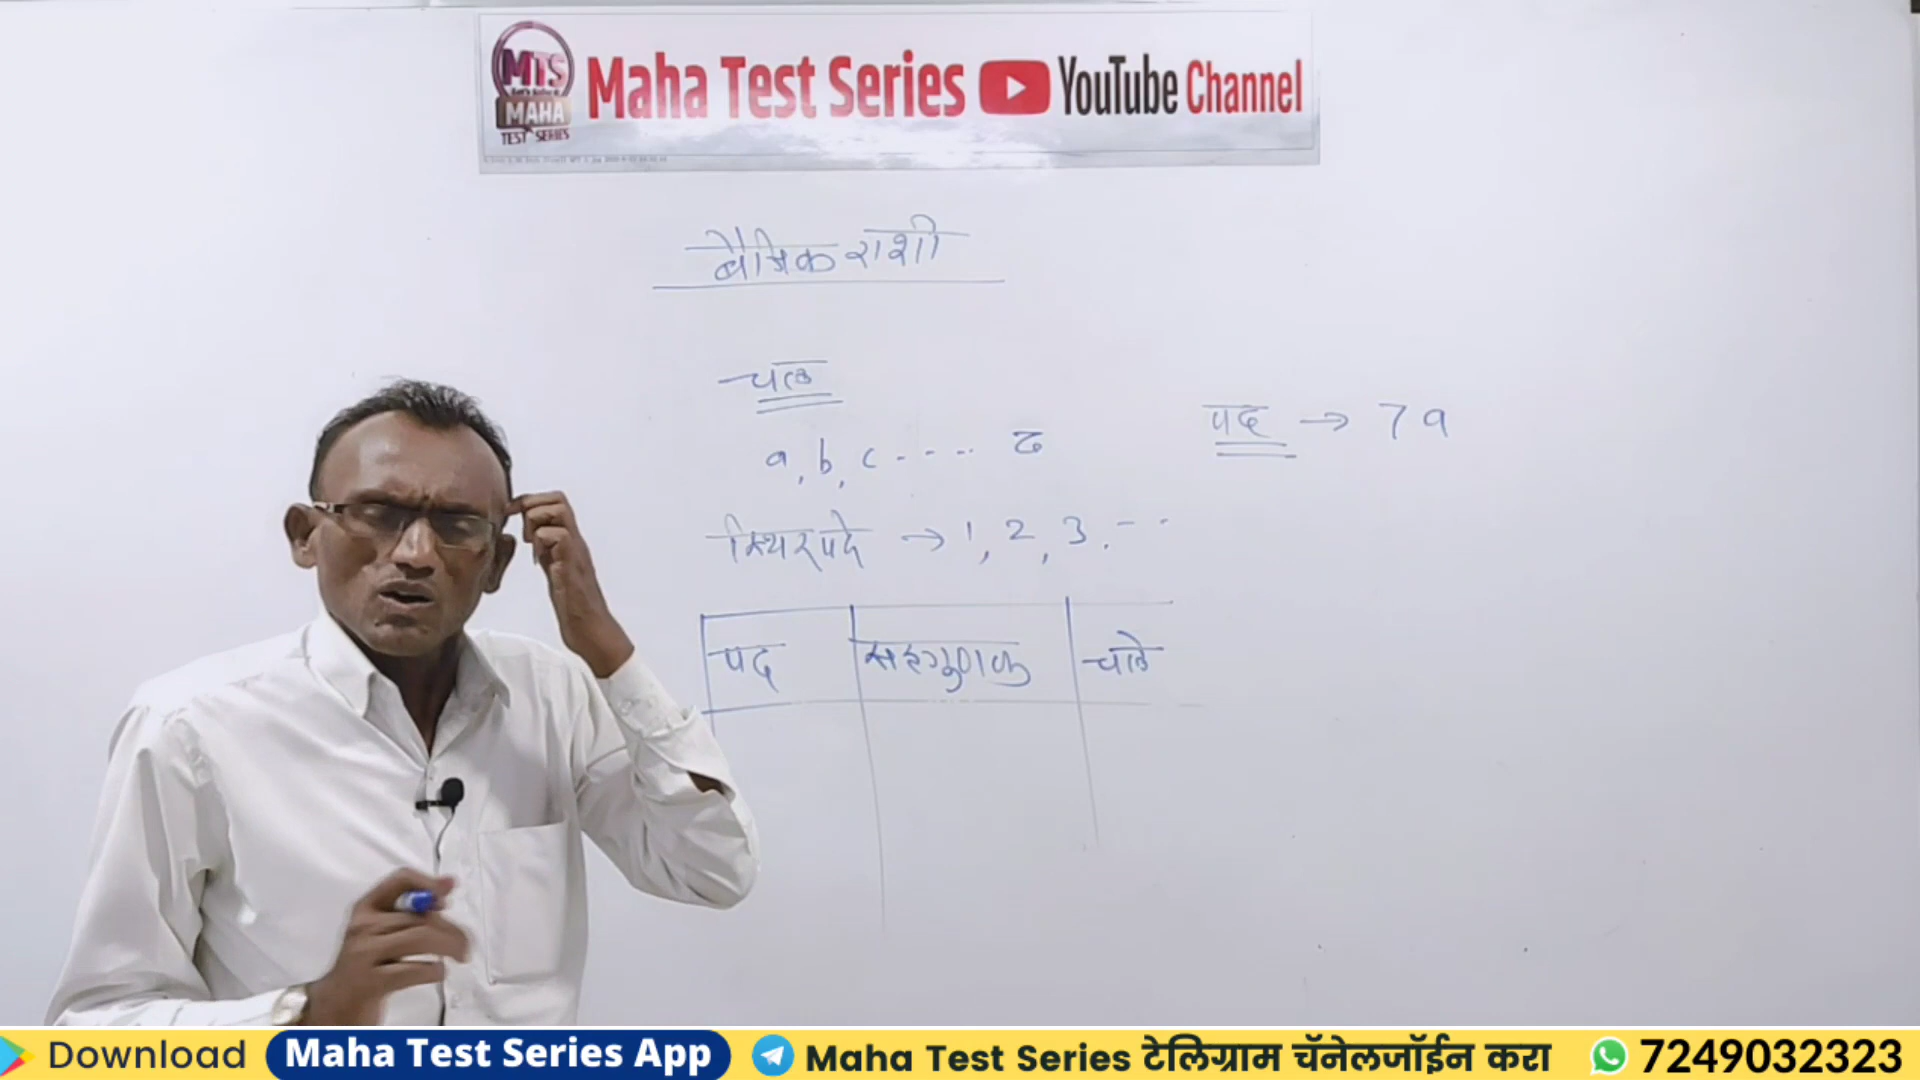 MTS
MAHA
TEST SERIES
Maha Test Series YouTube Channel
बैजिक राशी
चल
a, b, c .... z
पद → 7a
स्थिरपदे → 1, 2, 3, --
पद सहगुणक चले
Download Maha Test Series App Maha Test Series टेलिग्राम चॅनेलजॉईन करा 7249032323